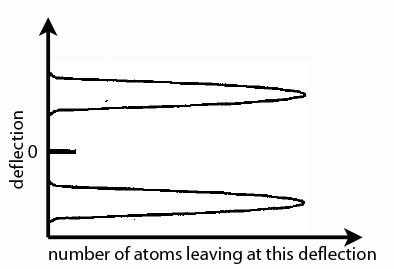 deflection
0
number of atoms leaving at this deflection